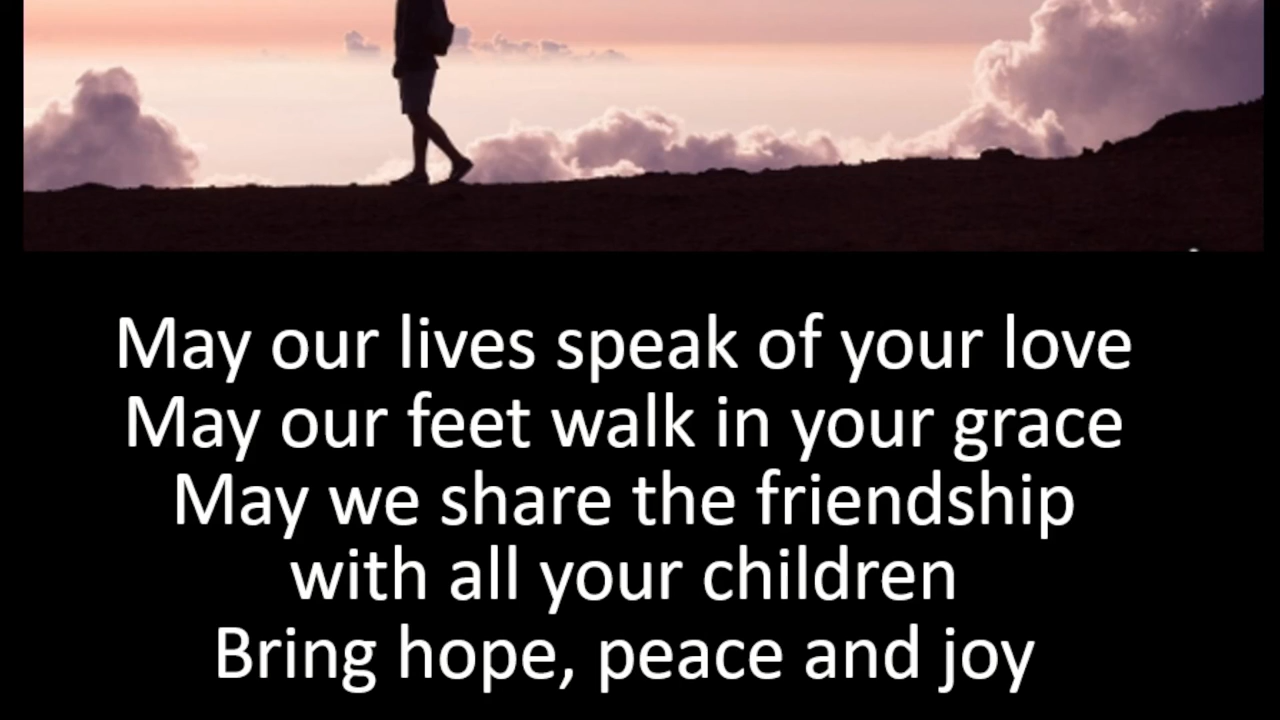 May our lives speak of your love
May our feet walk in your grace
May we share the friendship
with all your children
Bring hope, peace and joy